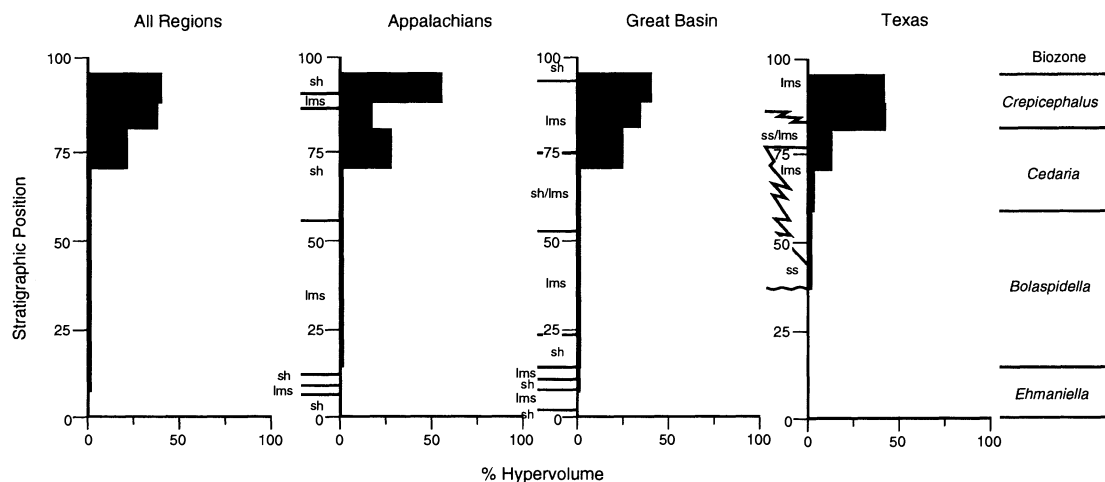 All Regions
Appalachians
Great Basin
Texas
Biozone
Stratigraphic Position
100
75
50
25
0
0 50 100
100
75
50
25
0
sh
lms
sh
lms
sh
lms
sh
0 50 100
100
75
50
25
0
sh
lms
sh/lms
lms
sh
lms
sh
lms
sh
0 50 100
100
75
50
25
0
lms
ss/lms
lms
ss
0 50 100
Crepicephalus
Cedaria
Bolaspidella
Ehmaniella
% Hypervolume